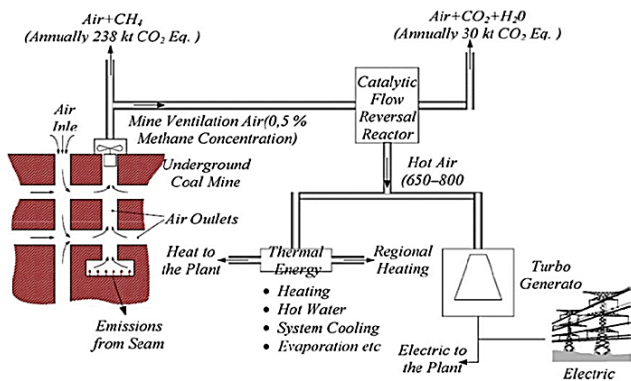 Air+CH₄
(Annually 238 kt CO₂ Eq. )
Air+CO₂+H₂0
(Annually 30 kt CO₂ Eq. )
Air
Inle
Mine Ventilation Air(0,5 %
Methane Concentration)
Catalytic
Flow
Reversal
Reactor
Underground
Coal Mine
Hot Air
(650–800
Air Outlets
Heat to
the Plant
Thermal
Energy
Regional
Heating
• Heating
• Hot Water
• System Cooling
• Evaporation etc
Turbo
Generato
Emissions
from Seam
Electric to
the Plant
Electric